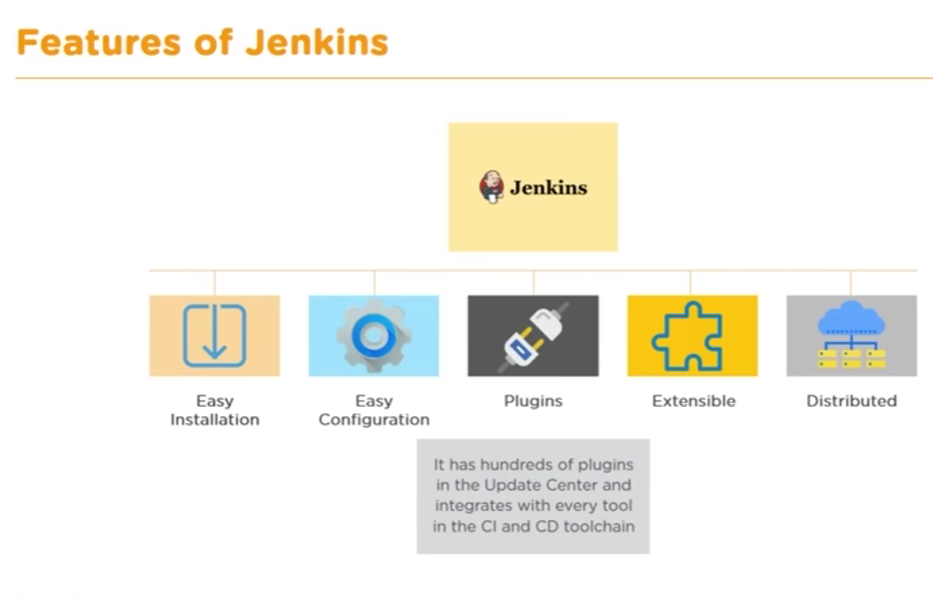 Features of Jenkins
Jenkins
Easy
Installation
Easy
Configuration
Plugins
Extensible
Distributed
It has hundreds of plugins
in the Update Center and
integrates with every tool
in the CI and CD toolchain